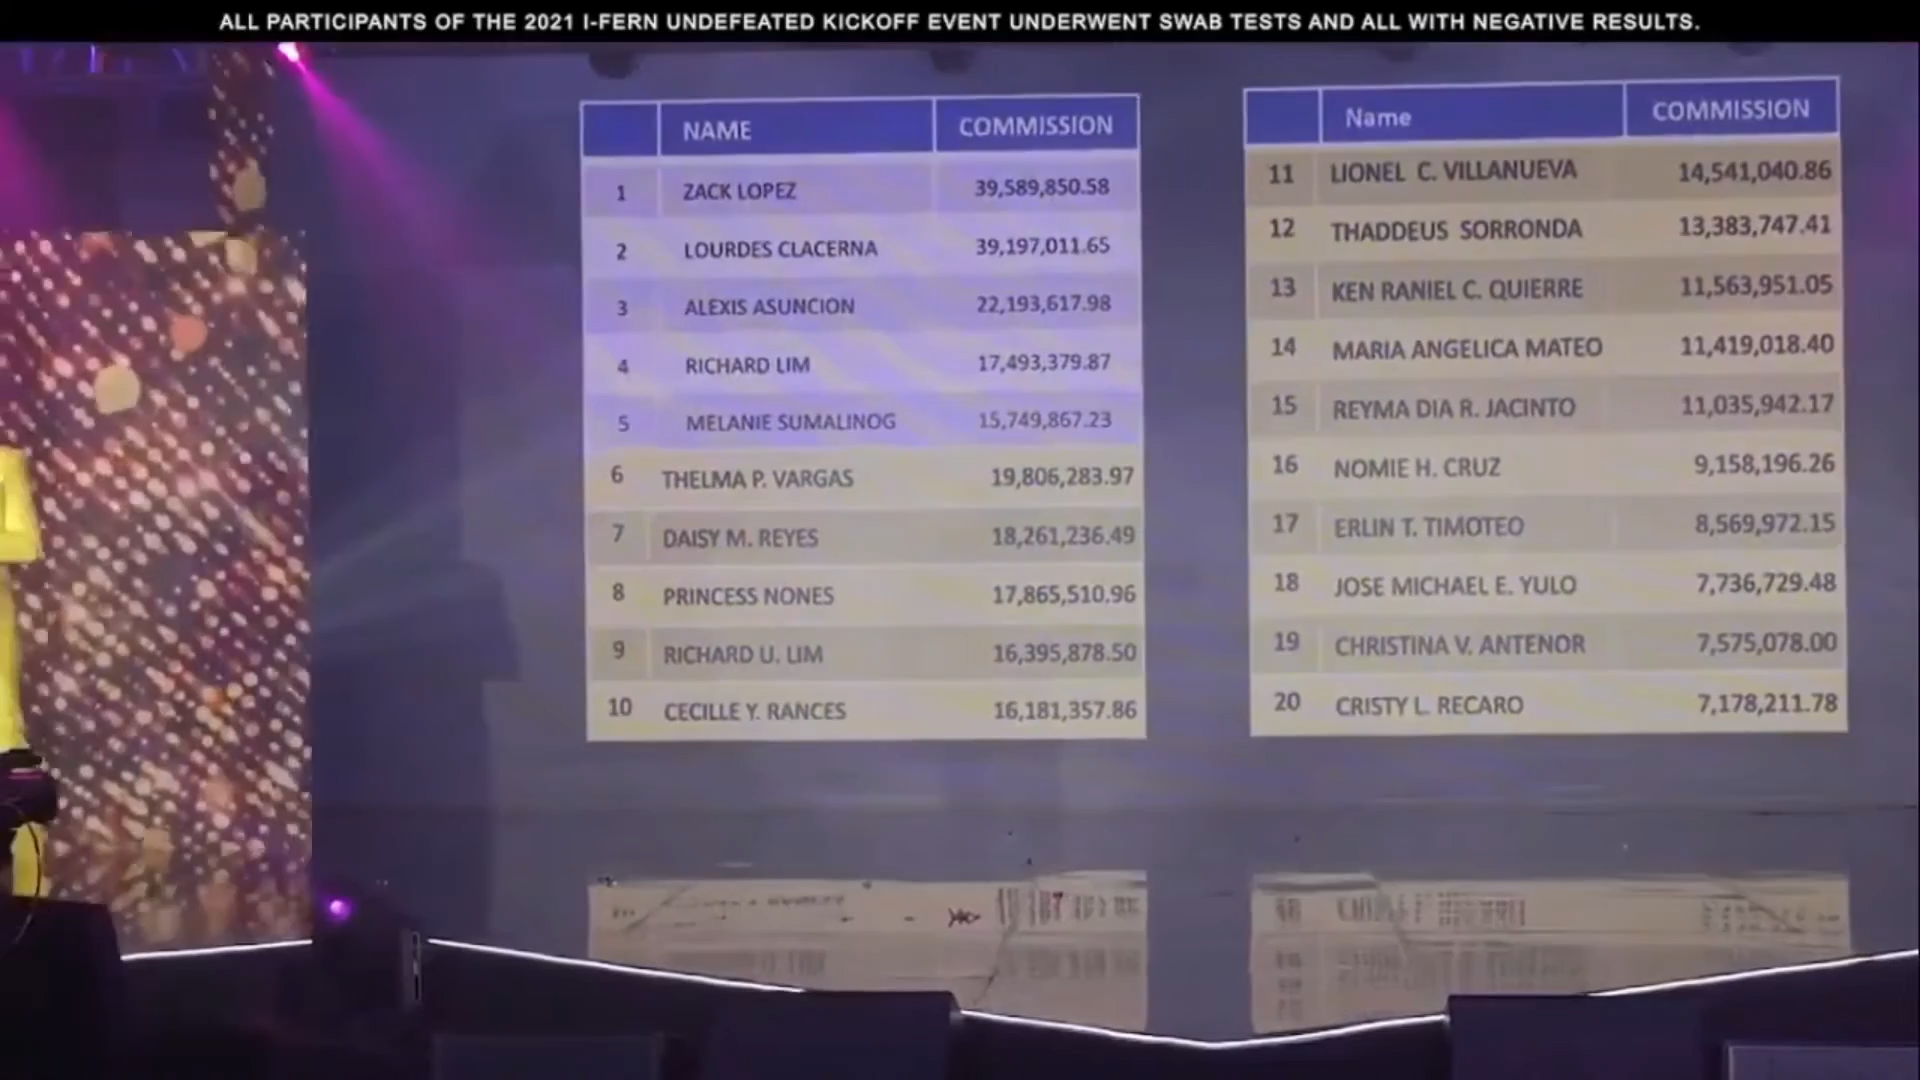 ALL PARTICIPANTS OF THE 2021 I-FERN UNDEFEATED KICKOFF EVENT UNDERWENT SWAB TESTS AND ALL WITH NEGATIVE RESULTS.
NAME COMMISSION
1 ZACK LOPEZ 39,589,850.58
2 LOURDES CLACERNA 39,197,011.65
3 ALEXIS ASUNCION 22,193,617.98
4 RICHARD LIM 17,493,379.87
5 MELANIE SUMALINOG 15,749,867.23
6 THELMA P. VARGAS 19,806,283.97
7 DAISY M. REYES 18,261,236.49
8 PRINCESS NONES 17,865,510.96
9 RICHARD U. LIM 16,395,878.50
10 CECILLE Y. RANCES 16,181,357.86
Name COMMISSION
11 LIONEL C. VILLANUEVA 14,541,040.86
12 THADDEUS SORRONDA 13,383,747.41
13 KEN RANIEL C. QUIERRE 11,563,951.05
14 MARIA ANGELICA MATEO 11,419,018.40
15 REYMA DIA R. JACINTO 11,035,942.17
16 NOMIE H. CRUZ 9,158,196.26
17 ERLIN T. TIMOTEO 8,569,972.15
18 JOSE MICHAEL E. YULO 7,736,729.48
19 CHRISTINA V. ANTENOR 7,575,078.00
20 CRISTY L. RECARO 7,178,211.78